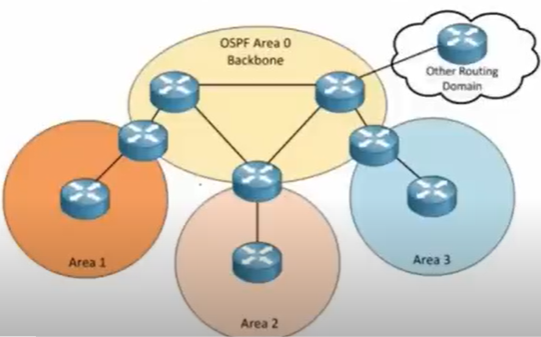 OSPF Area 0
Backbone
Other Routing
Domain
Area 1
Area 3
Area 2